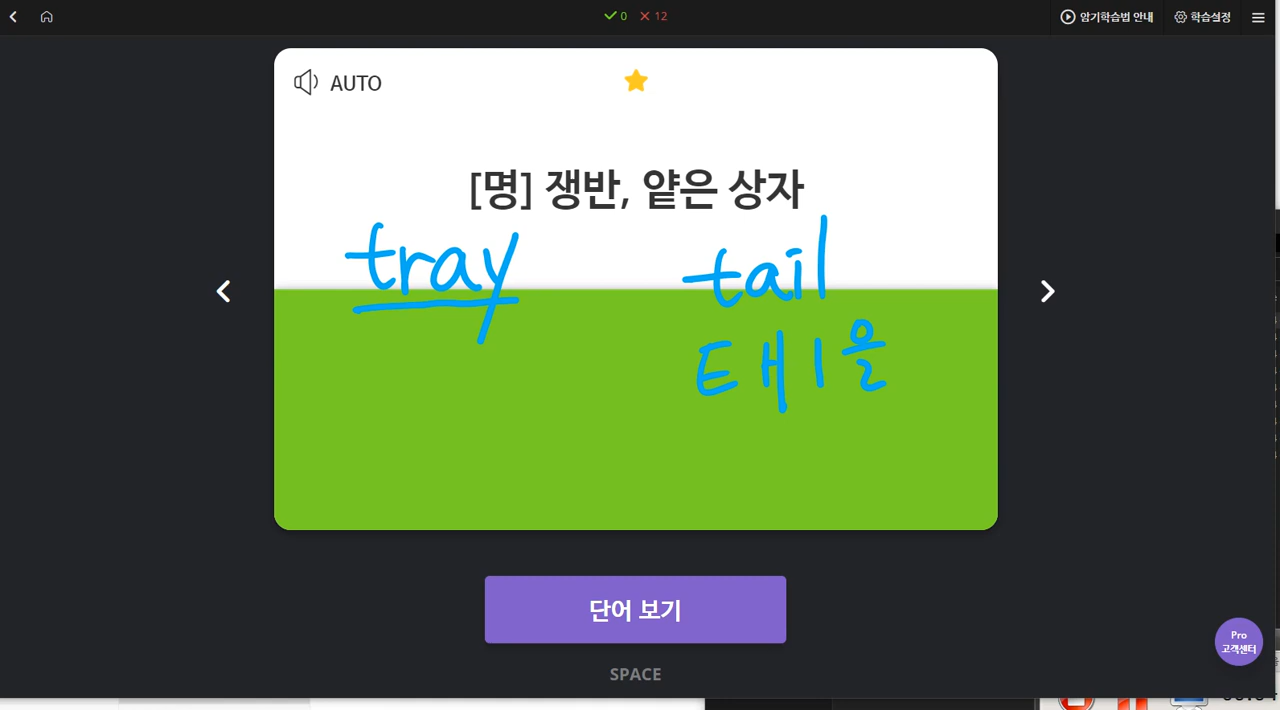 0 12 암기학습법 안내 학습설정
AUTO
[명] 쟁반, 얕은 상자
tray tail
테일
단어 보기
SPACE
Pro
고객센터